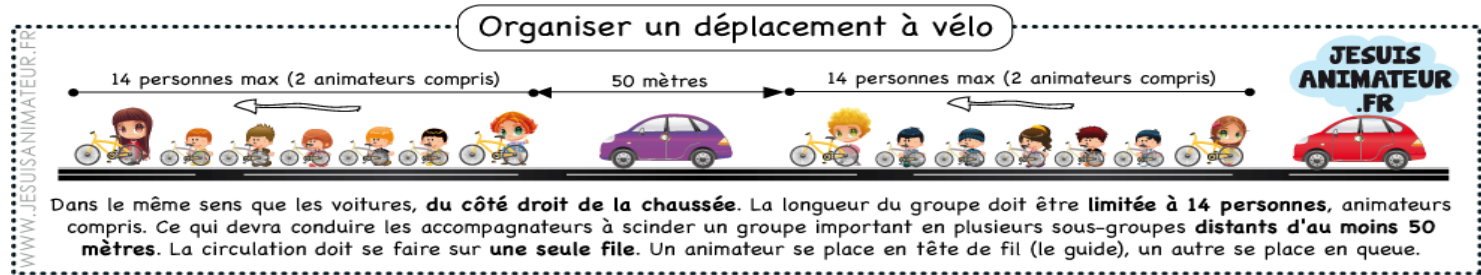 Organiser un déplacement à vélo
WWW.JESUISANIMATEUR.FR
JESUIS
ANIMATEUR
.FR
14 personnes max (2 animateurs compris)
50 mètres
14 personnes max (2 animateurs compris)
Dans le même sens que les voitures, du côté droit de la chaussée. La longueur du groupe doit être limitée à 14 personnes, animateurs
compris. Ce qui devra conduire les accompagnateurs à scinder un groupe important en plusieurs sous-groupes distants d'au moins 50
mètres. La circulation doit se faire sur une seule file. Un animateur se place en tête de fil (le guide), un autre se place en queue.